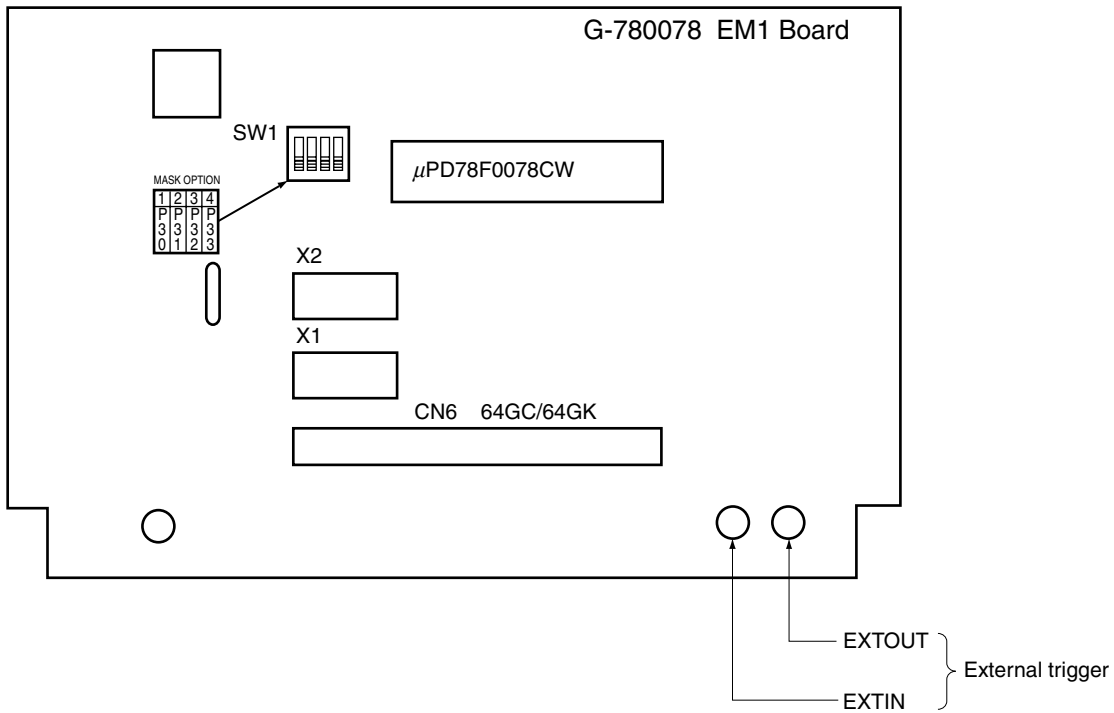 G-780078 EM1 Board
SW1
μPD78F0078CW
MASK OPTION
1 2 3 4
P P P P
3 3 3 3
0 1 2 3
X2
X1
CN6 64GC/64GK
EXTOUT
External trigger
EXTIN